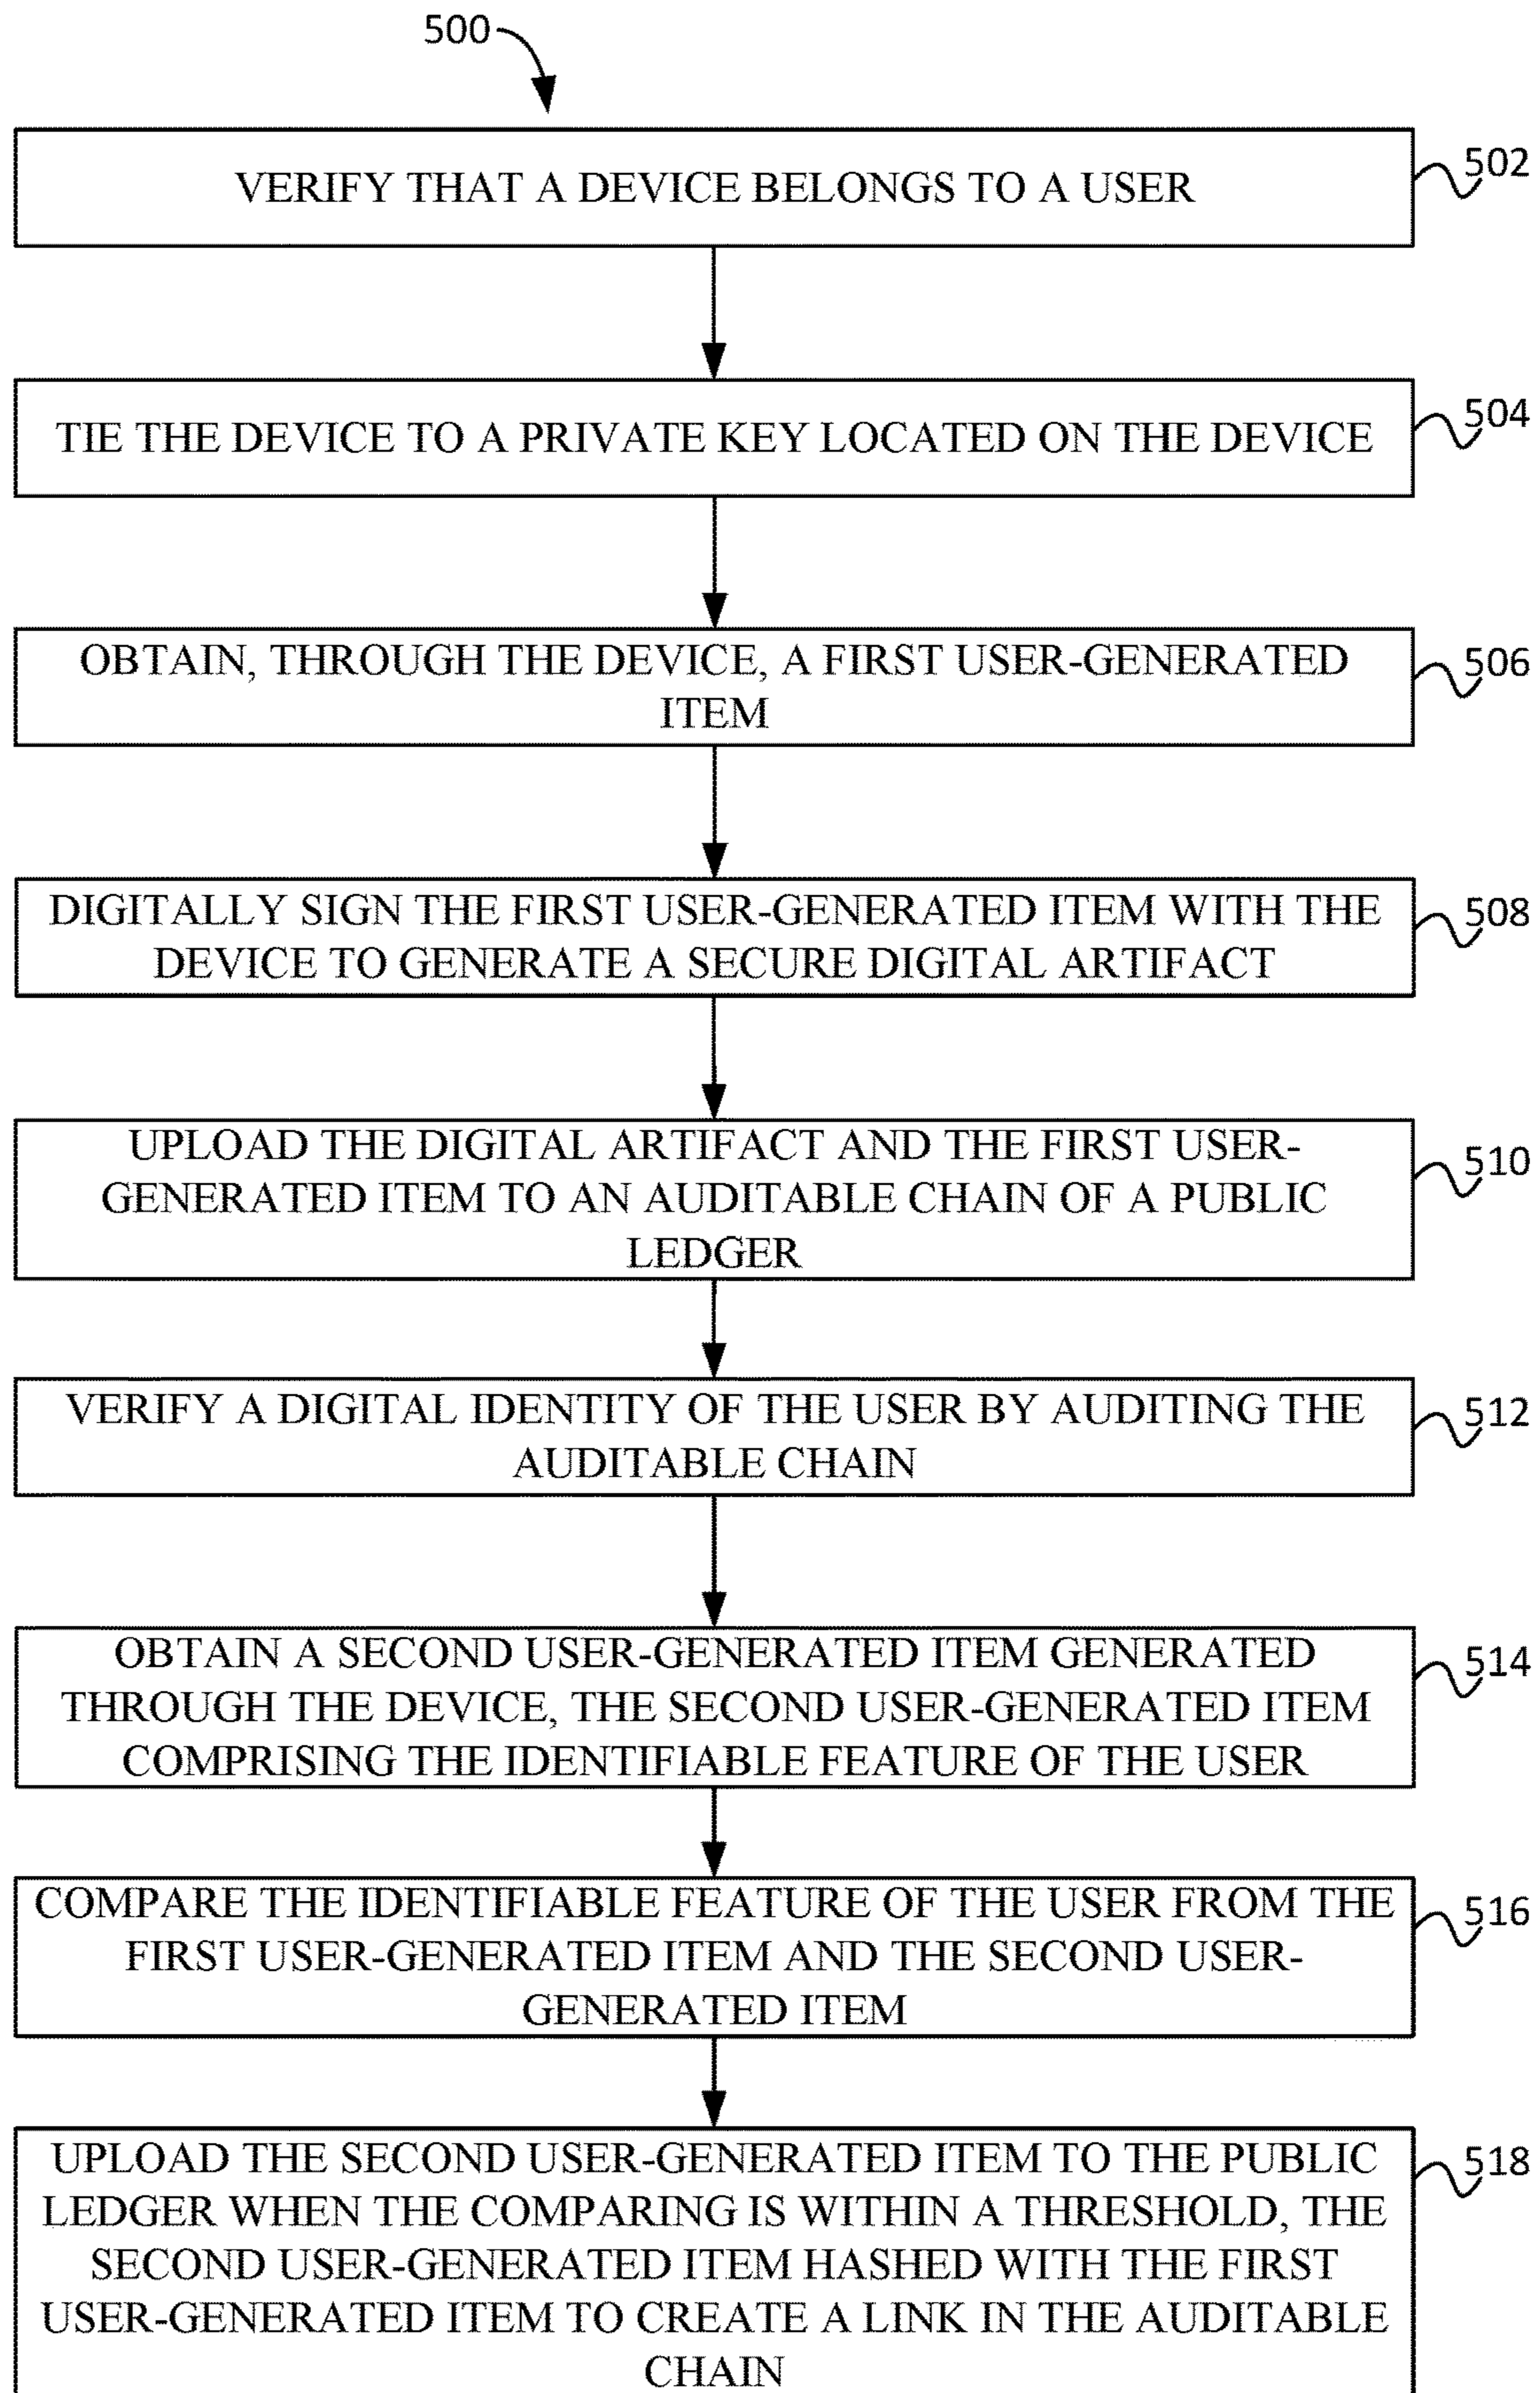 500
VERIFY THAT A DEVICE BELONGS TO A USER
502
TIE THE DEVICE TO A PRIVATE KEY LOCATED ON THE DEVICE
504
OBTAIN, THROUGH THE DEVICE, A FIRST USER-GENERATED
ITEM
506
DIGITALLY SIGN THE FIRST USER-GENERATED ITEM WITH THE
DEVICE TO GENERATE A SECURE DIGITAL ARTIFACT
508
UPLOAD THE DIGITAL ARTIFACT AND THE FIRST USER-
GENERATED ITEM TO AN AUDITABLE CHAIN OF A PUBLIC
LEDGER
510
VERIFY A DIGITAL IDENTITY OF THE USER BY AUDITING THE
AUDITABLE CHAIN
512
OBTAIN A SECOND USER-GENERATED ITEM GENERATED
THROUGH THE DEVICE, THE SECOND USER-GENERATED ITEM
COMPRISING THE IDENTIFIABLE FEATURE OF THE USER
514
COMPARE THE IDENTIFIABLE FEATURE OF THE USER FROM THE
FIRST USER-GENERATED ITEM AND THE SECOND USER-
GENERATED ITEM
516
UPLOAD THE SECOND USER-GENERATED ITEM TO THE PUBLIC
LEDGER WHEN THE COMPARING IS WITHIN A THRESHOLD, THE
SECOND USER-GENERATED ITEM HASHED WITH THE FIRST
USER-GENERATED ITEM TO CREATE A LINK IN THE AUDITABLE
CHAIN
518